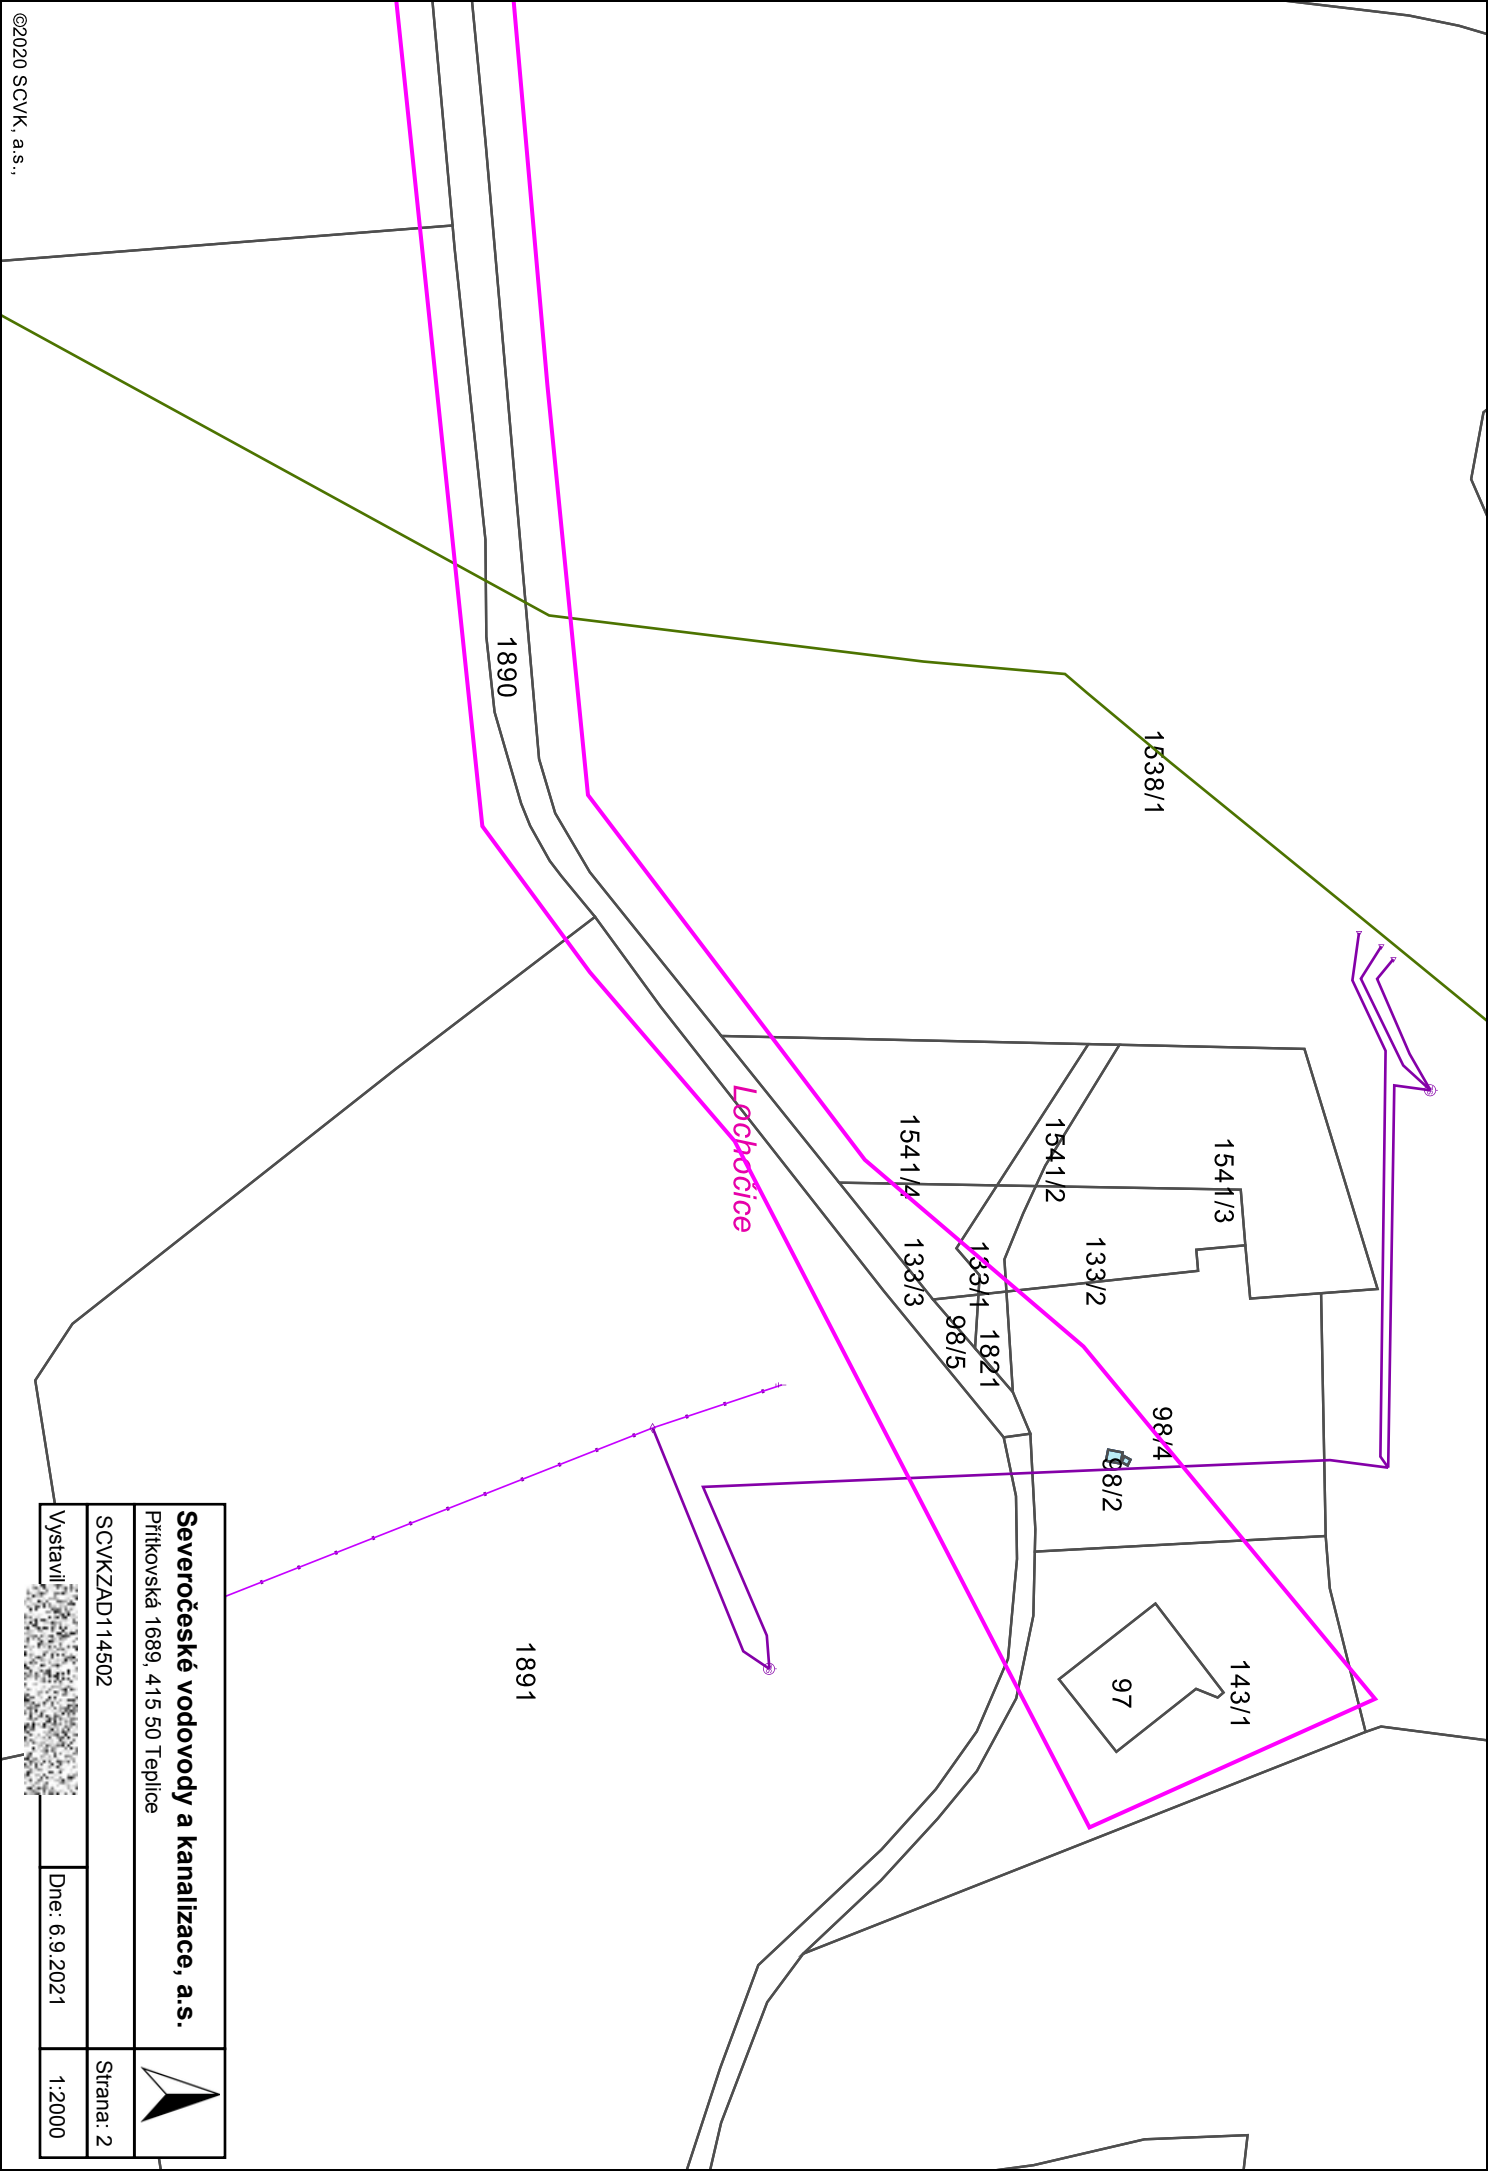 1538/1
1541/3
1541/2
1541/4
133/2
133/1
133/3
98/4
98/2
98/5
1821
143/1
97
Lochočice
1890
1891
Severočeské vodovody a kanalizace, a.s.
Přítkovská 1689, 415 50 Teplice
SCVKZAD114502
Strana: 2
Vystavil
Dne: 6.9.2021
1:2000
©2020 SCVK, a.s.,